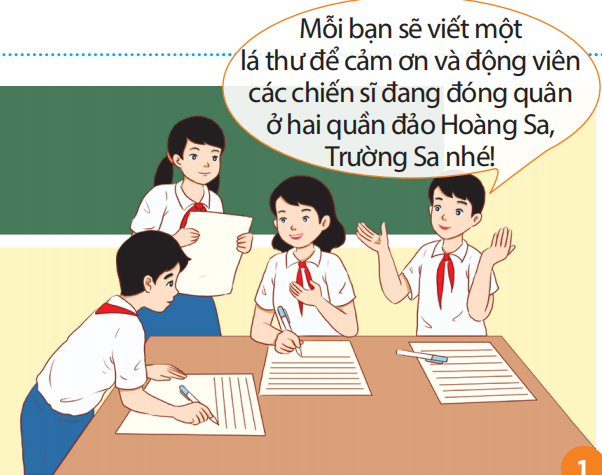 Mỗi bạn sẽ viết một
lá thư để cảm ơn và động viên
các chiến sĩ đang đóng quân
ở hai quần đảo Hoàng Sa,
Trường Sa nhé!
1